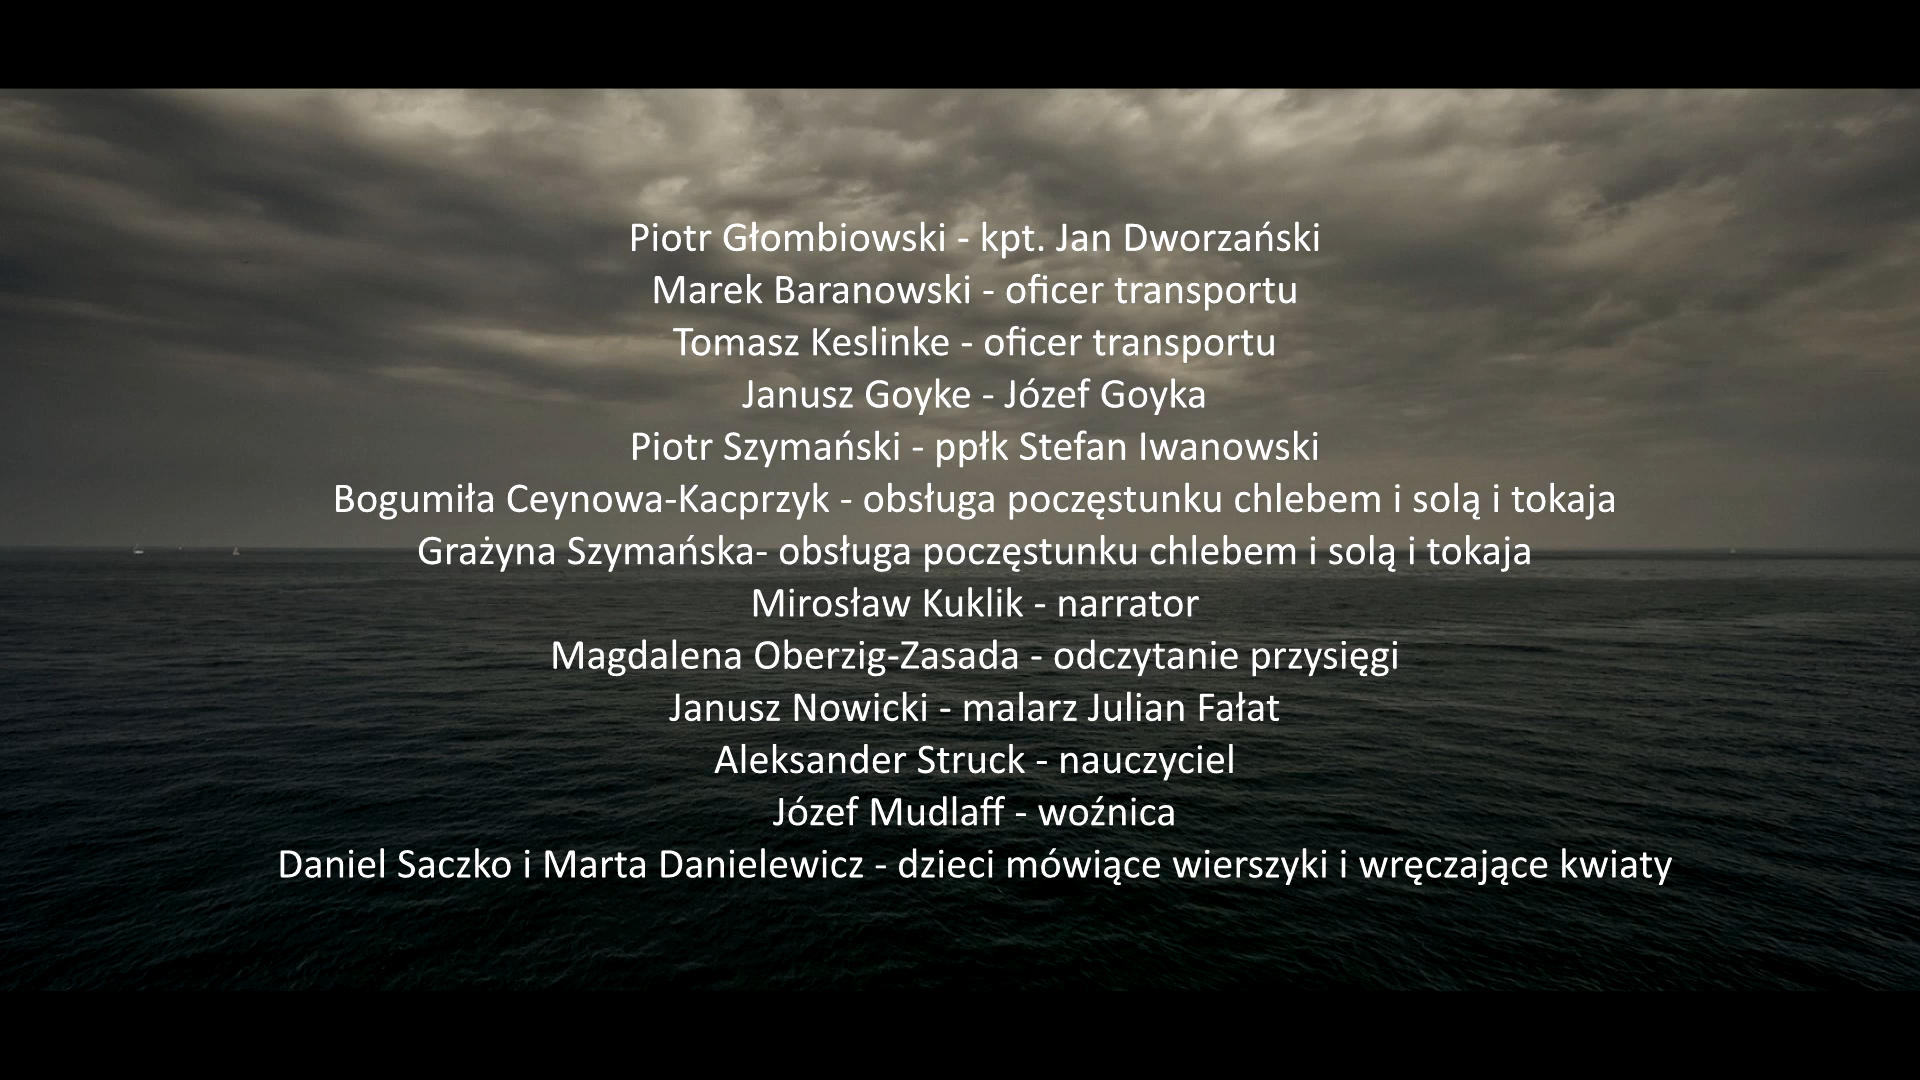 Piotr Głombiowski - kpt. Jan Dworzański
Marek Baranowski - oficer transportu
Tomasz Keslinke - oficer transportu
Janusz Goyke - Józef Goyka
Piotr Szymański - ppłk Stefan Iwanowski
Bogumiła Ceynowa-Kacprzyk - obsługa poczęstunku chlebem i solą i tokaja
Grażyna Szymańska- obsługa poczęstunku chlebem i solą i tokaja
Mirosław Kuklik - narrator
Magdalena Oberzig-Zasada - odczytanie przysięgi
Janusz Nowicki - malarz Julian Fałat
Aleksander Struck - nauczyciel
Józef Mudlaff - woźnica
Daniel Saczko i Marta Danielewicz - dzieci mówiące wierszyki i wręczające kwiaty